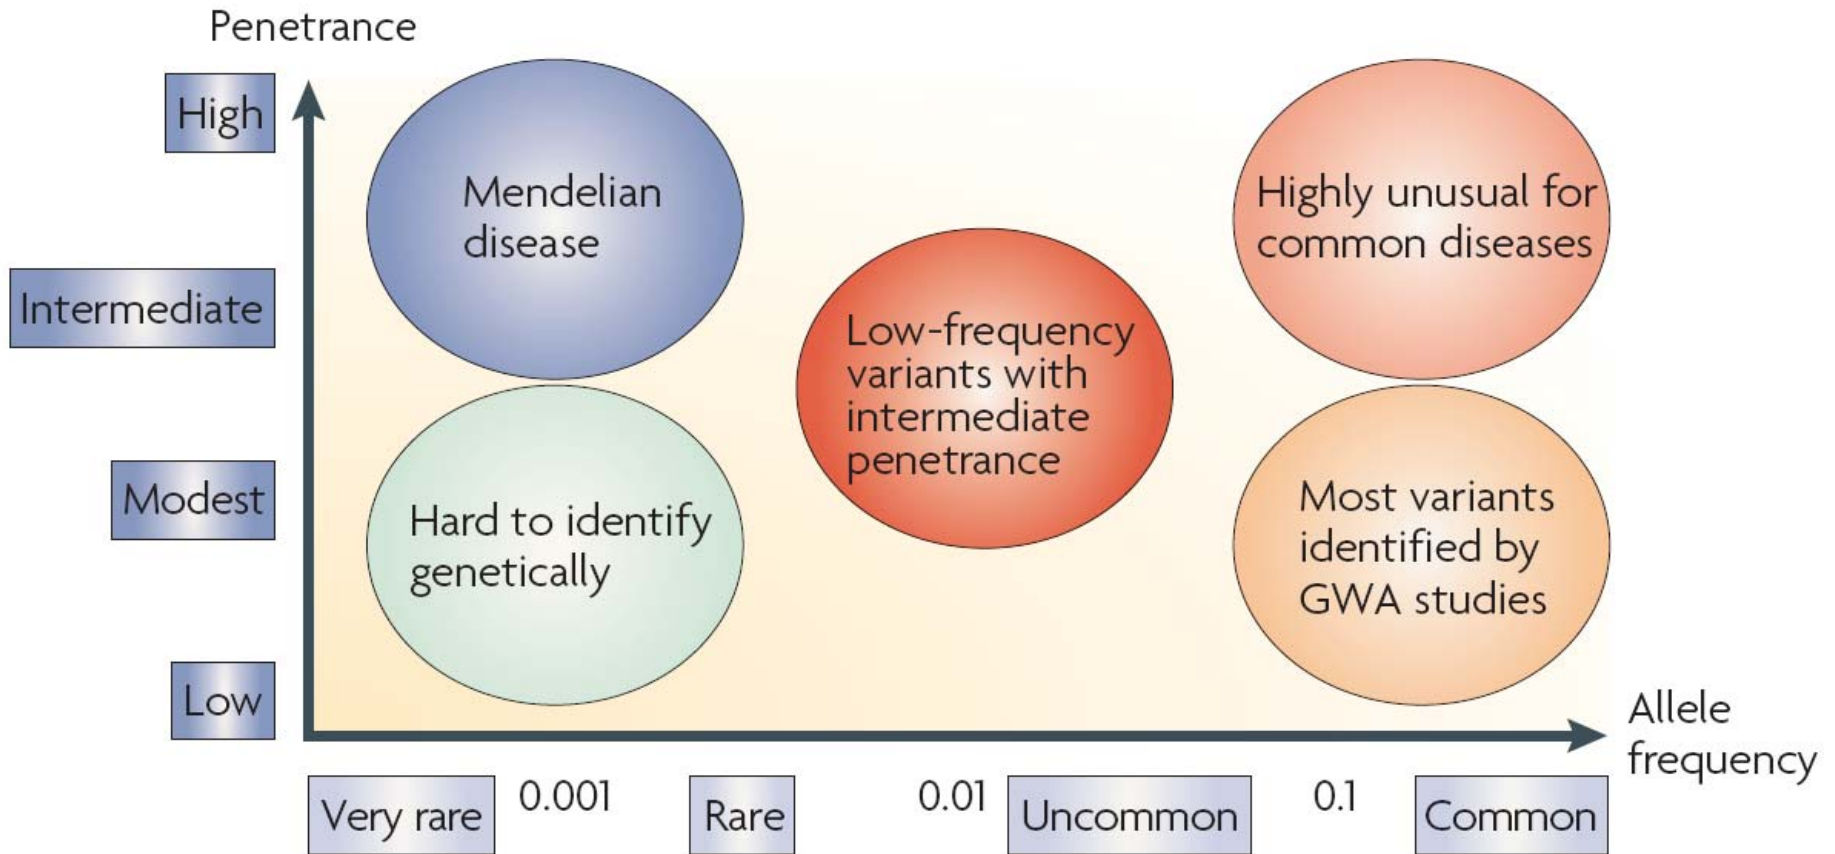 Penetrance
High
Intermediate
Modest
Low
Mendelian
disease
Highly unusual for
common diseases
Low-frequency
variants with
intermediate
penetrance
Hard to identify
genetically
Most variants
identified by
GWA studies
Allele
frequency
Very rare
0.001
Rare
0.01
Uncommon
0.1
Common